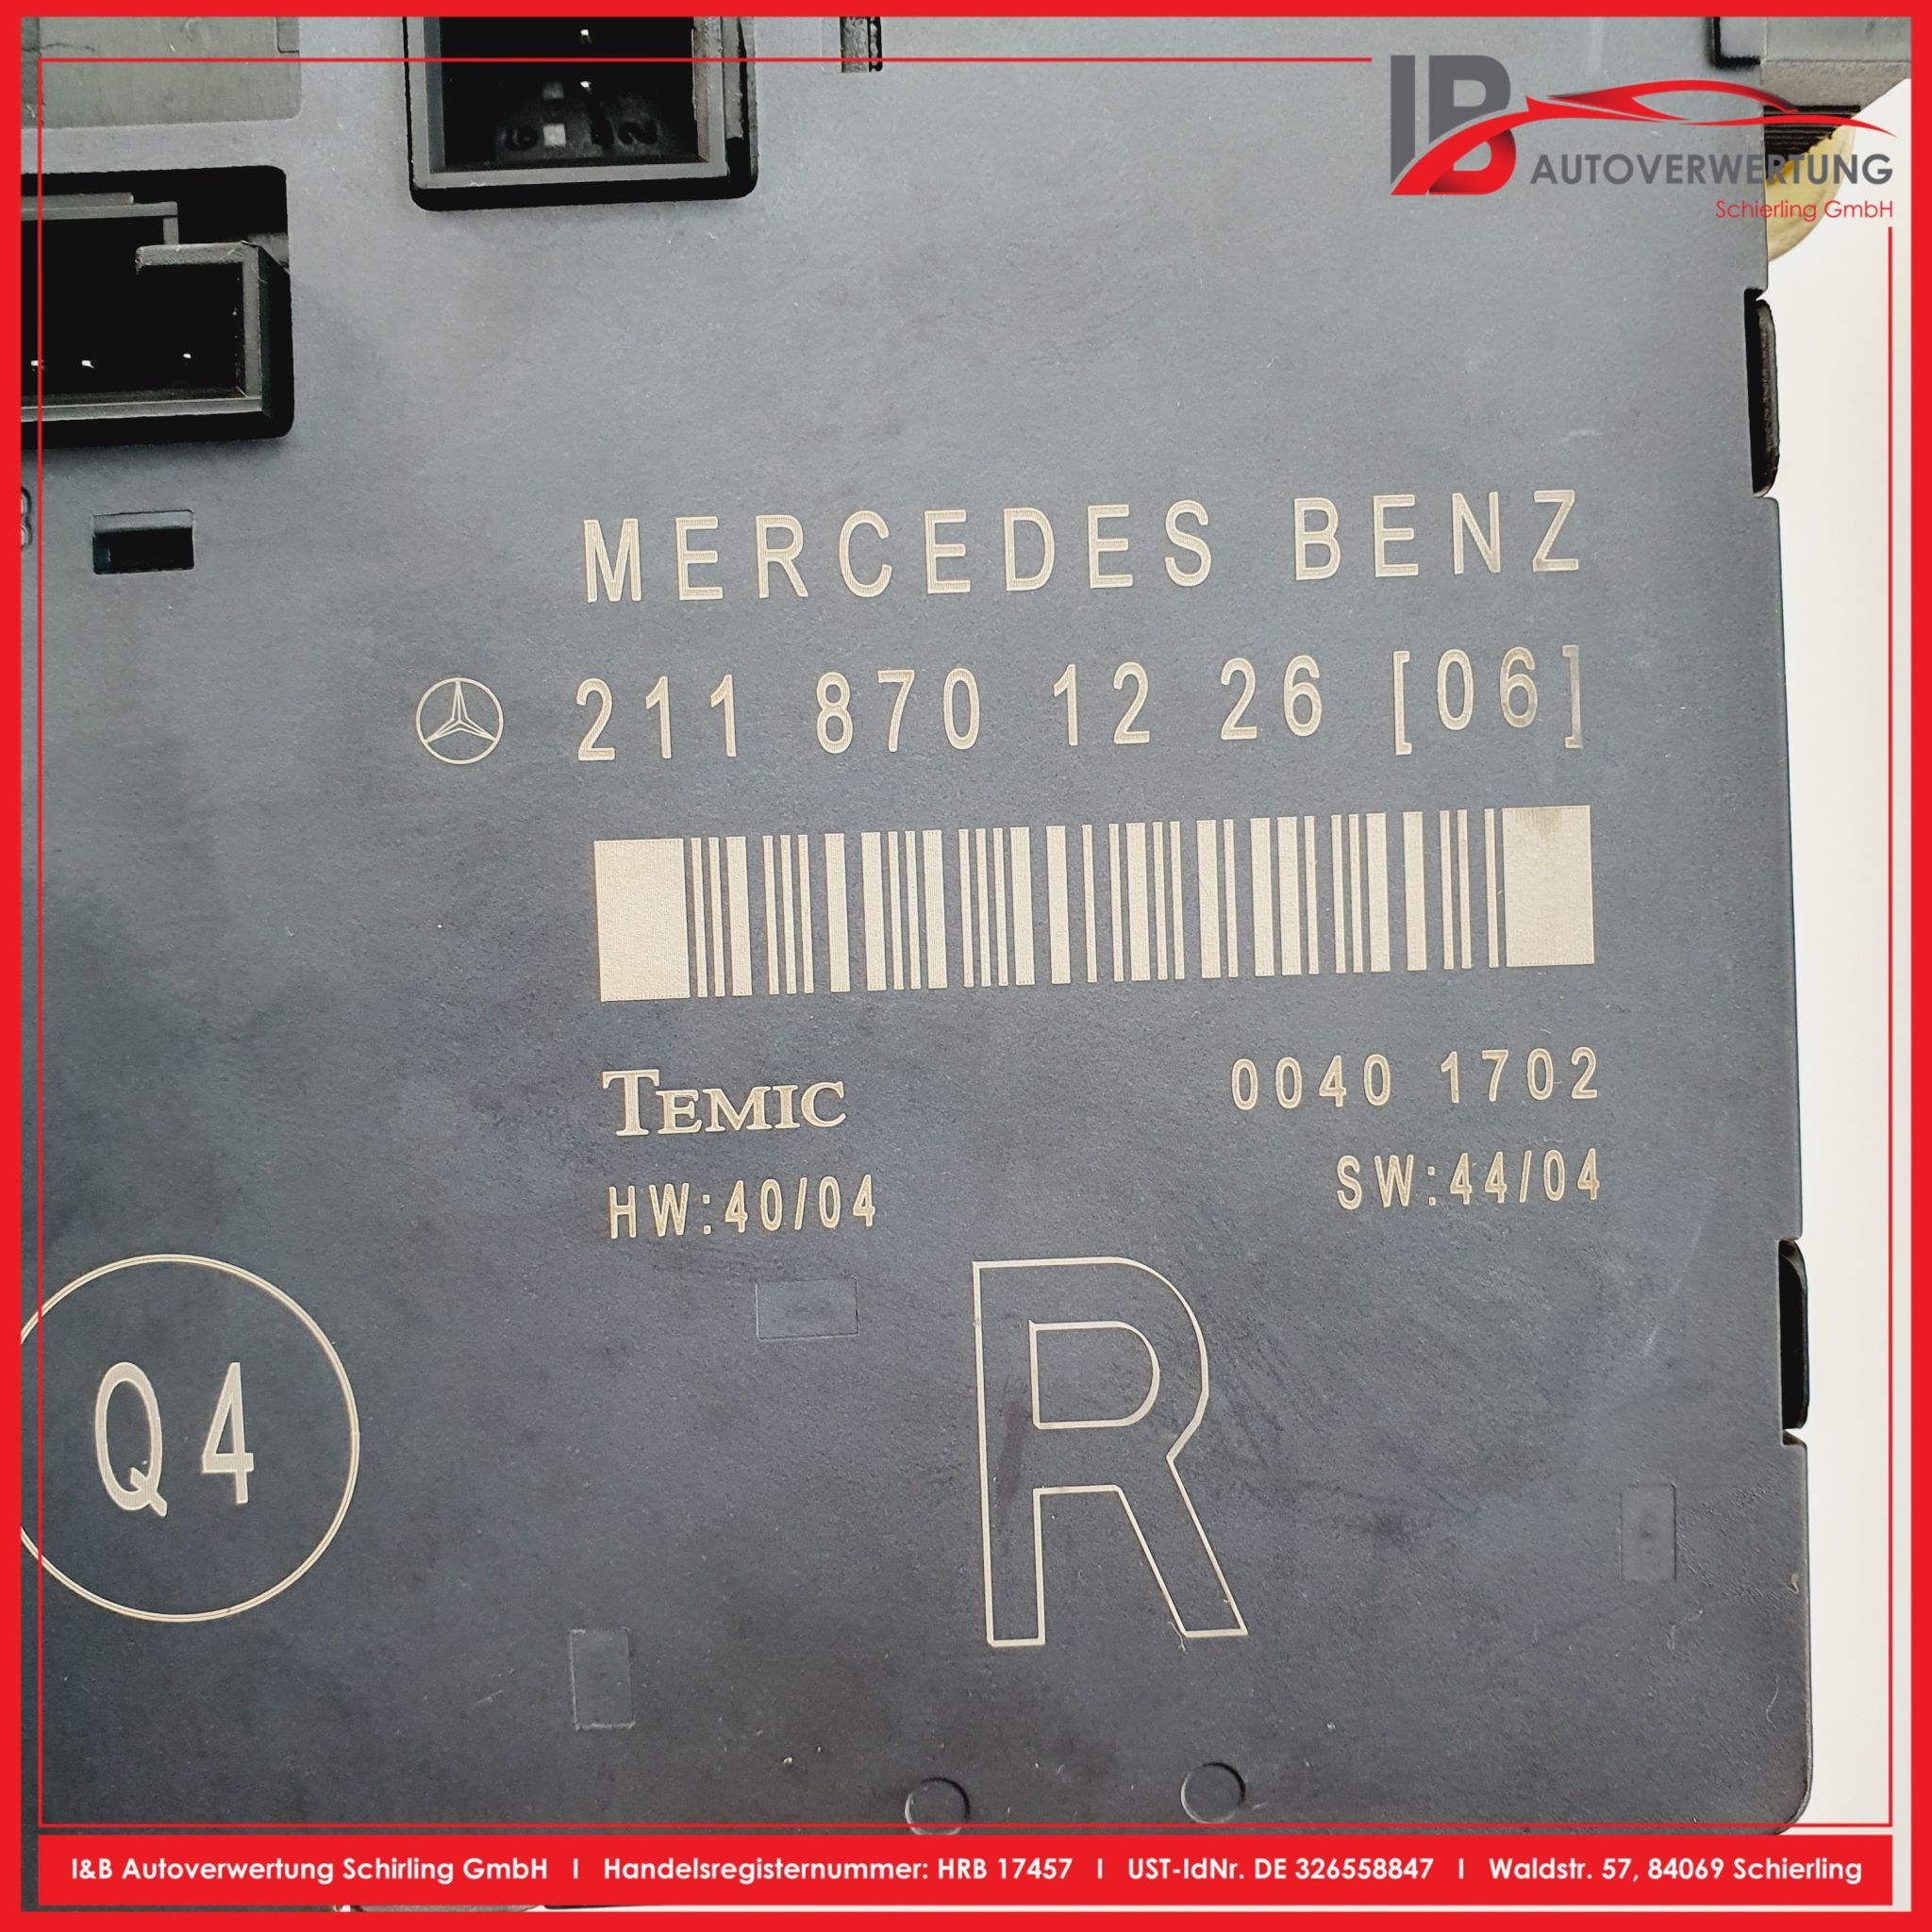 IB
AUTOVERWERTUNG
Schierling GmbH
MERCEDES BENZ
211 870 12 26 [06]
TEMIC
0040 1702
HW:40/04
SW:44/04
Q4
R
I&B Autoverwertung Schirling GmbH I Handelsregisternummer: HRB 17457 I UST-IdNr. DE 326558847 I Waldstr. 57, 84069 Schierling